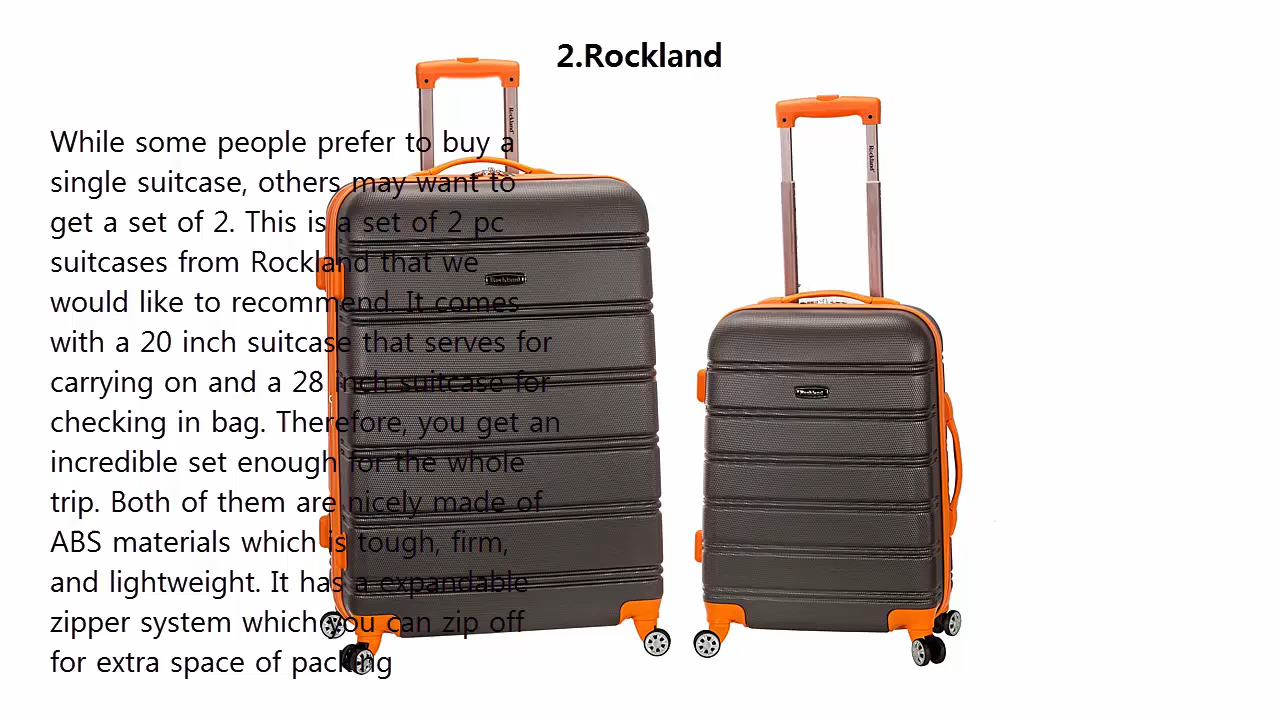 2.Rockland
While some people prefer to buy a
single suitcase, others may want to
get a set of 2. This is a set of 2 pc
suitcases from Rockland that we
would like to recommend. It comes
with a 20 inch suitcase that serves for
carrying on and a 28 inch suitcase for
checking in bag. Therefore, you get an
incredible set enough for the whole
trip. Both of them are nicely made of
ABS materials which is tough, firm,
and lightweight. It has a expandable
zipper system which you can zip off
for extra space of packing
Rockland
Rockland
Rockland
Rockland